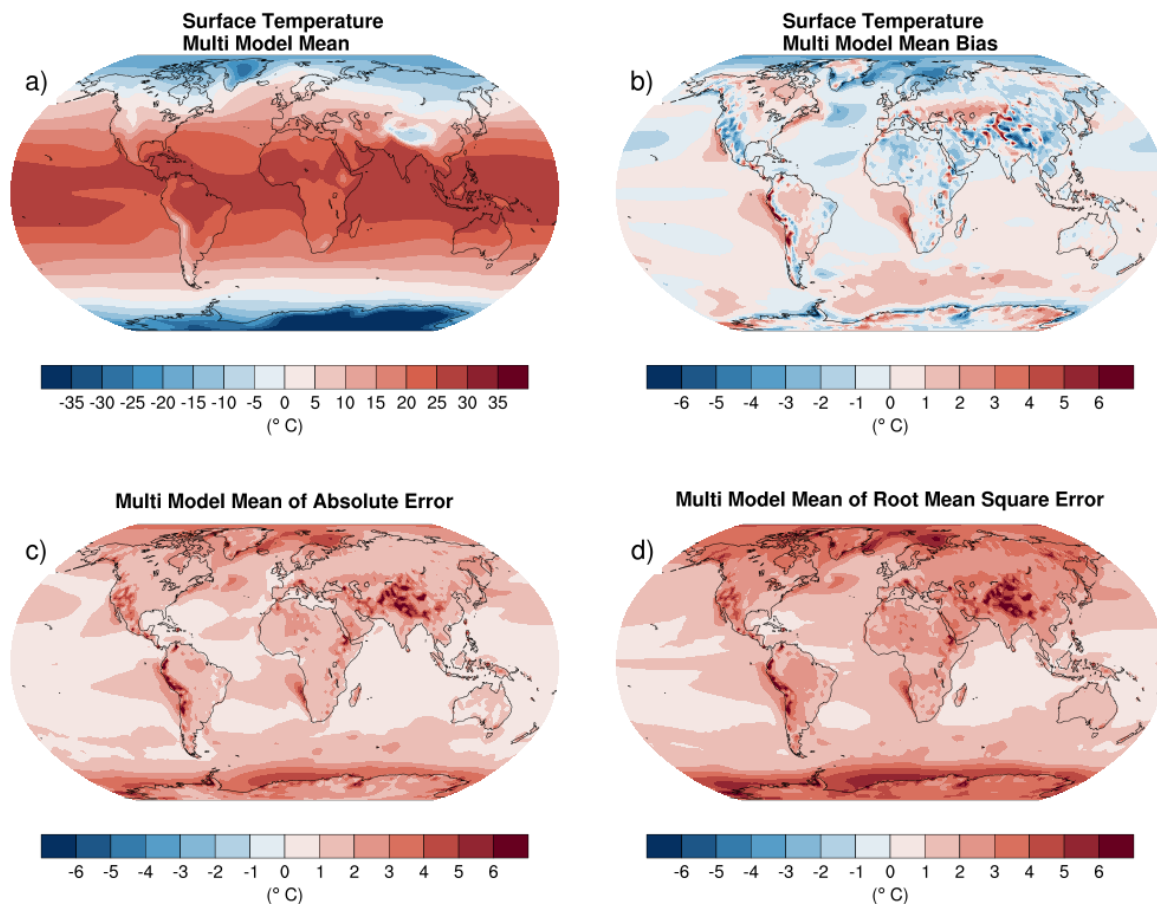 Surface Temperature
Multi Model Mean
a)
-35 -30 -25 -20 -15 -10 -5 0 5 10 15 20 25 30 35
(° C)
Surface Temperature
Multi Model Mean Bias
b)
-6 -5 -4 -3 -2 -1 0 1 2 3 4 5 6
(° C)
Multi Model Mean of Absolute Error
c)
-6 -5 -4 -3 -2 -1 0 1 2 3 4 5 6
(° C)
Multi Model Mean of Root Mean Square Error
d)
-6 -5 -4 -3 -2 -1 0 1 2 3 4 5 6
(° C)